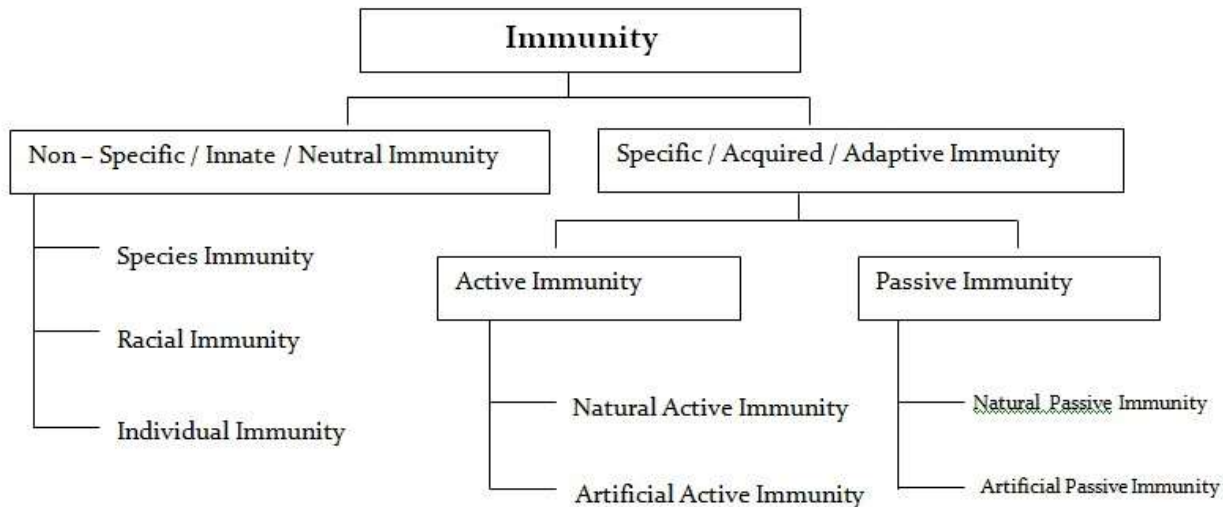 Immunity
Non – Specific / Innate / Neutral Immunity
Specific / Acquired / Adaptive Immunity
Species Immunity
Racial Immunity
Individual Immunity
Active Immunity
Passive Immunity
Natural Active Immunity
Natural Passive Immunity
Artificial Active Immunity
Artificial Passive Immunity